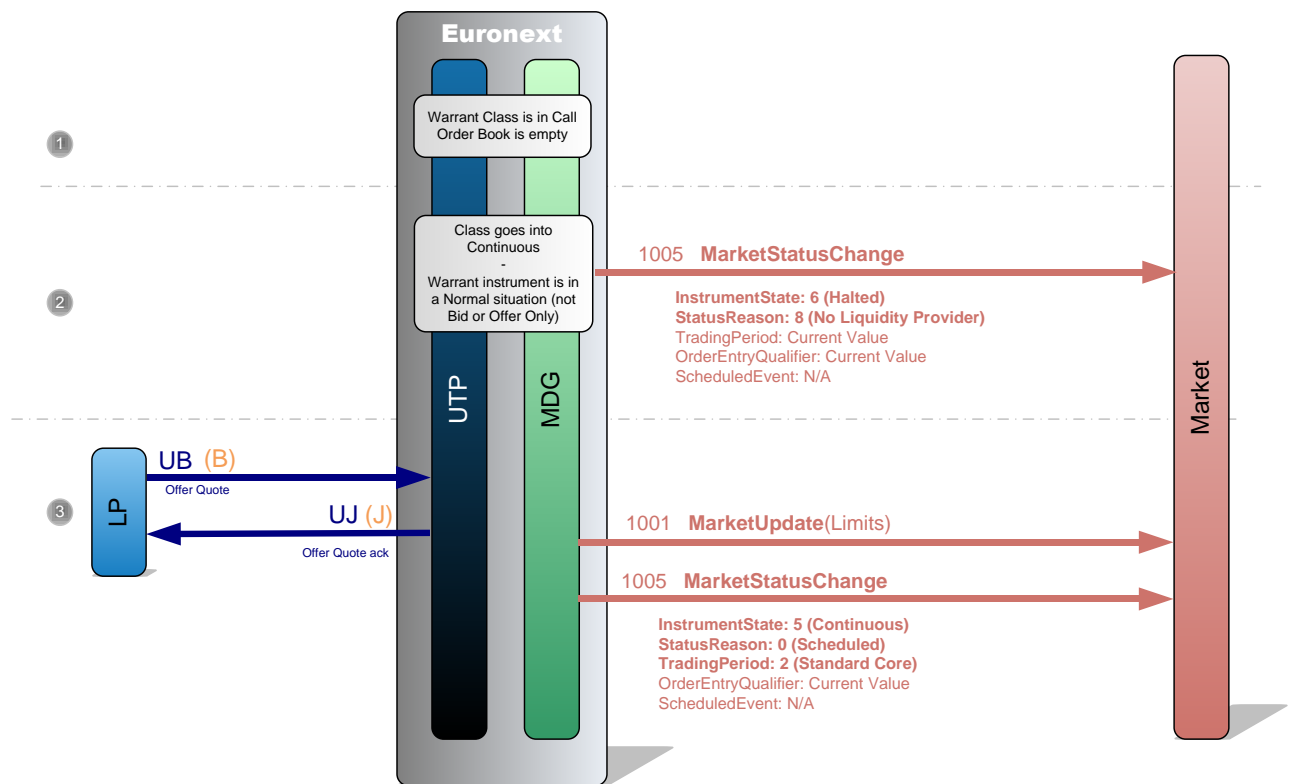 Euronext
Warrant Class is in Call
Order Book is empty
1
Class goes into
Continuous
-
Warrant instrument is in
a Normal situation (not
Bid or Offer Only)
1005 MarketStatusChange
InstrumentState: 6 (Halted)
StatusReason: 8 (No Liquidity Provider)
TradingPeriod: Current Value
OrderEntryQualifier: Current Value
ScheduledEvent: N/A
2
UTP
MDG
Market
LP
UB (B)
Offer Quote
3
UJ (J)
Offer Quote ack
1001 MarketUpdate(Limits)
1005 MarketStatusChange
InstrumentState: 5 (Continuous)
StatusReason: 0 (Scheduled)
TradingPeriod: 2 (Standard Core)
OrderEntryQualifier: Current Value
ScheduledEvent: N/A